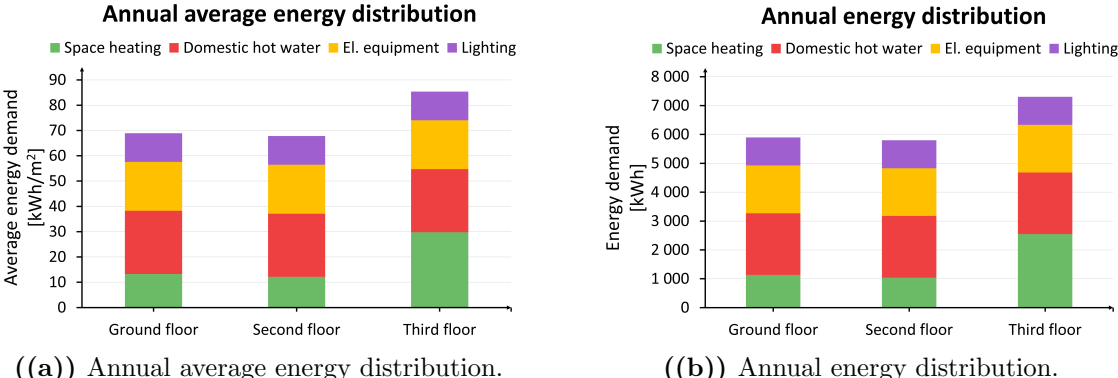 Annual average energy distribution
Space heating Domestic hot water El. equipment Lighting
Average energy demand
[kWh/m²]
90
80
70
60
50
40
30
20
10
0
Ground floor Second floor Third floor
((a)) Annual average energy distribution.
Annual energy distribution
Space heating Domestic hot water El. equipment Lighting
Energy demand
[kWh]
8 000
7 000
6 000
5 000
4 000
3 000
2 000
1 000
0
Ground floor Second floor Third floor
((b)) Annual energy distribution.